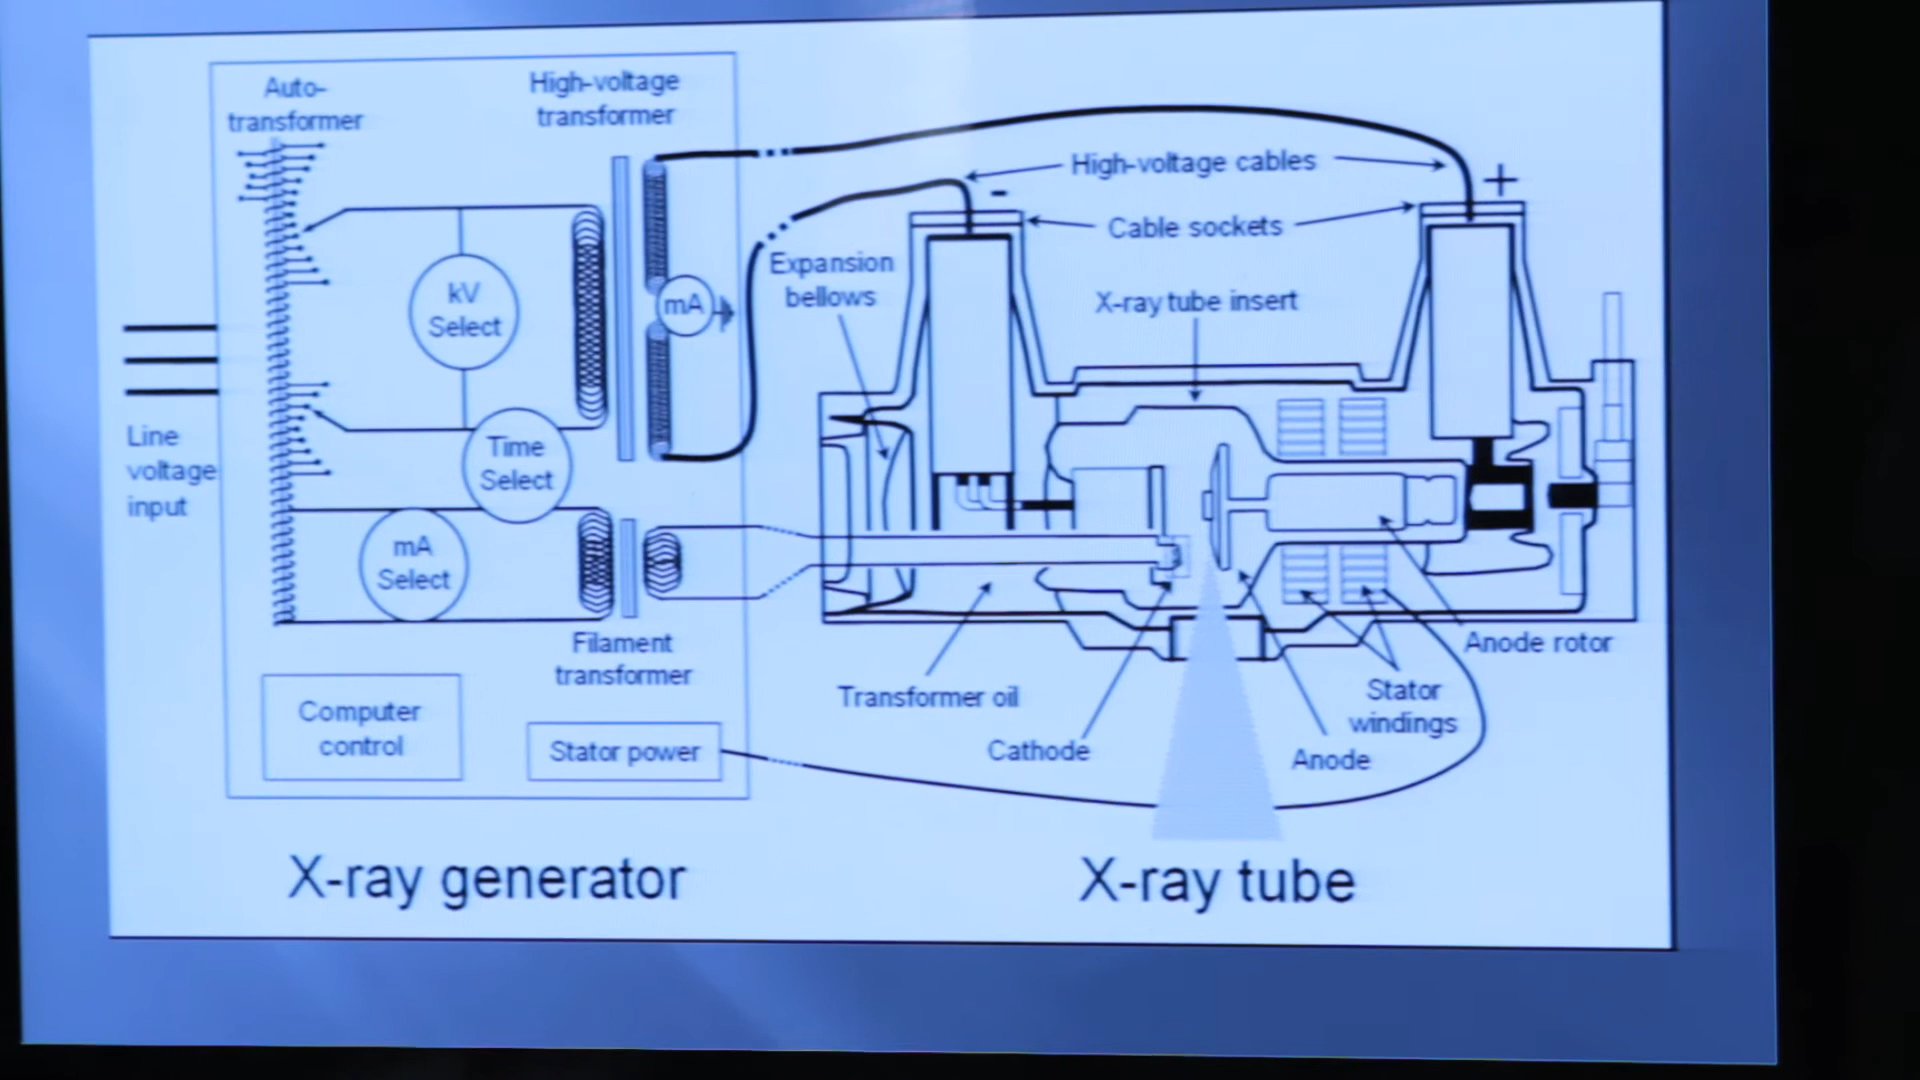 Auto-
transformer
High-voltage
transformer
High-voltage cables
-
+
Cable sockets
Expansion
bellows
kV
Select
mA
X-ray tube insert
Line
voltage
input
Time
Select
mA
Select
Filament
transformer
Anode rotor
Transformer oil
Stator
windings
Computer
control
Stator power
Cathode
Anode
X-ray generator
X-ray tube